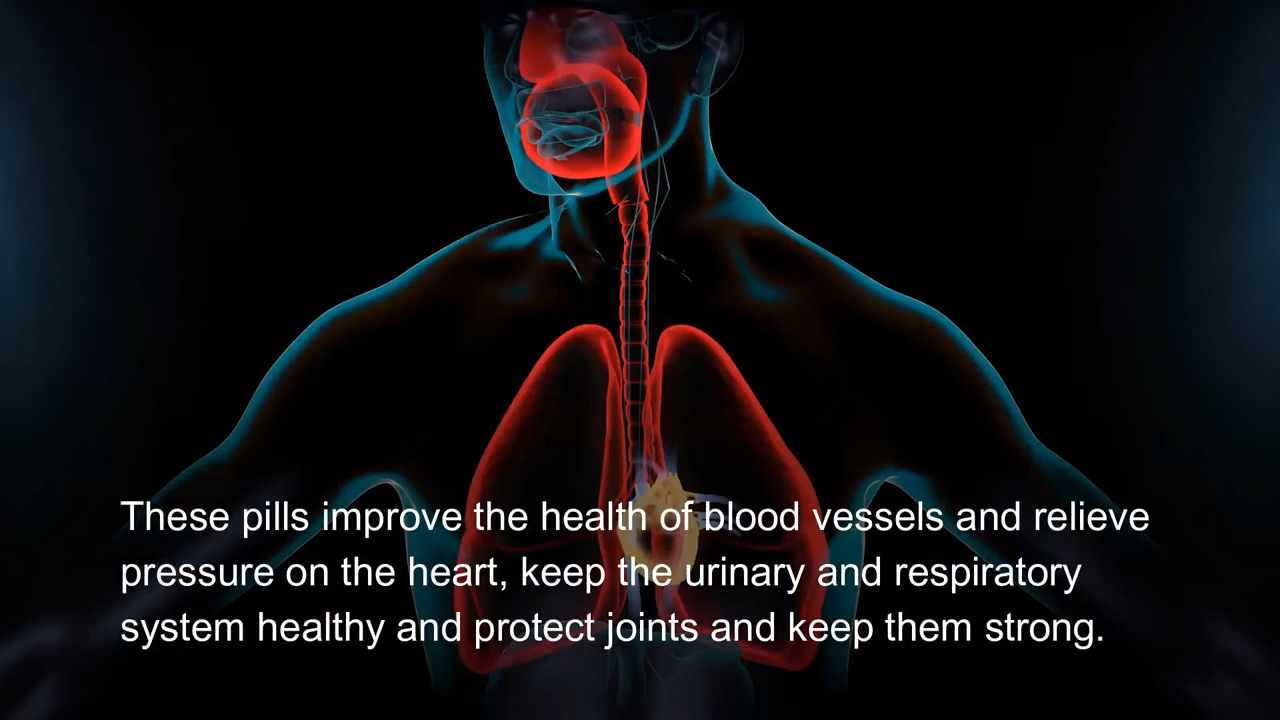 These pills improve the health of blood vessels and relieve
pressure on the heart, keep the urinary and respiratory
system healthy and protect joints and keep them strong.